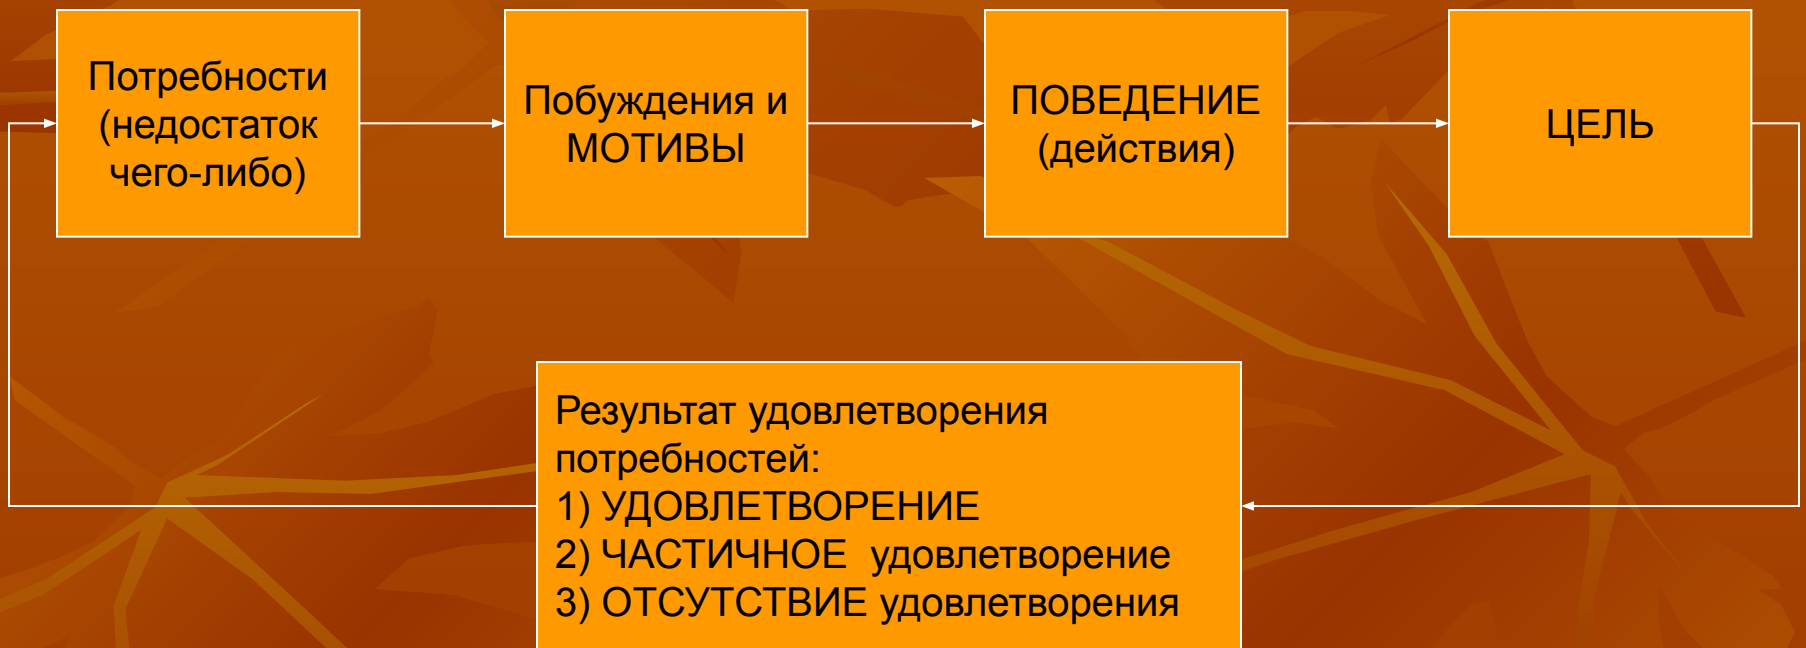 Потребности
(недостаток
чего-либо)
Побуждения и
МОТИВЫ
ПОВЕДЕНИЕ
(действия)
ЦЕЛЬ
Результат удовлетворения
потребностей:
1) УДОВЛЕТВОРЕНИЕ
2) ЧАСТИЧНОЕ  удовлетворение
3) ОТСУТСТВИЕ удовлетворения